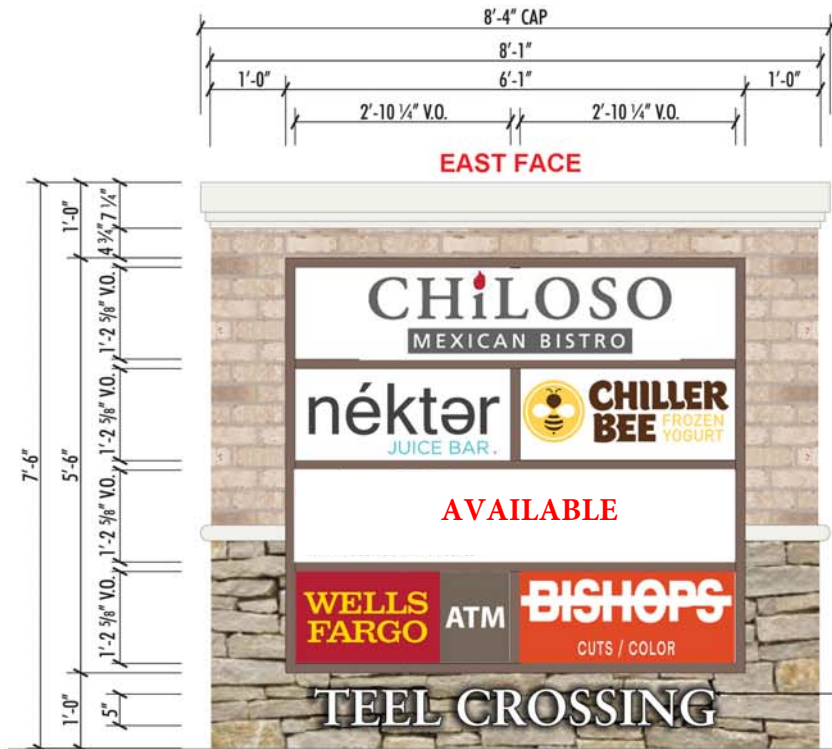 8'-4" CAP
8'-1"
1'-0" 6'-1" 1'-0"
2'-10 ¼" V.O. 2'-10 ¼" V.O.
EAST FACE
7'-6"
1'-0"
5'-6"
1'-0"
7 ¼"
4 ¾"
1'-2 ⅝" V.O.
1'-2 ⅝" V.O.
1'-2 ⅝" V.O.
1'-2 ⅝" V.O.
5"
CHiLOSO
MEXICAN BISTRO
néktər
JUICE BAR.
CHILLER
BEE FROZEN
YOGURT
AVAILABLE
WELLS
FARGO
ATM
BISHOPS
CUTS / COLOR
TEEL CROSSING